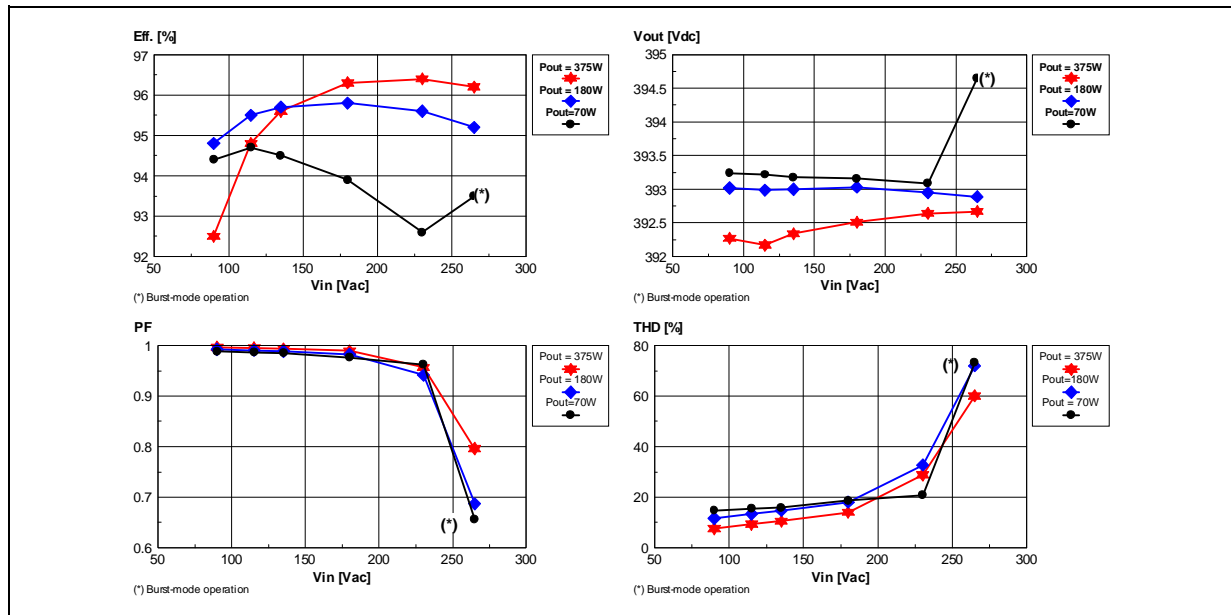 Eff. [%]
97
96
95
94
93
92
50
100
150
200
250
300
Vin [Vac]
(*)
(*) Burst-mode operation
Pout = 375W
Pout = 180W
Pout=70W
Vout [Vdc]
395
394.5
394
393.5
393
392.5
392
50
100
150
200
250
300
Vin [Vac]
(*)
(*) Burst-mode operation
Pout = 375W
Pout = 180W
Pout=70W
PF
1
0.9
0.8
0.7
0.6
50
100
150
200
250
300
Vin [Vac]
(*)
(*) Burst-mode operation
Pout = 375W
Pout = 180W
Pout=70W
THD [%]
80
60
40
20
0
50
100
150
200
250
300
Vin [Vac]
(*)
(*) Burst-mode operation
Pout = 375W
Pout=180W
Pout = 70W